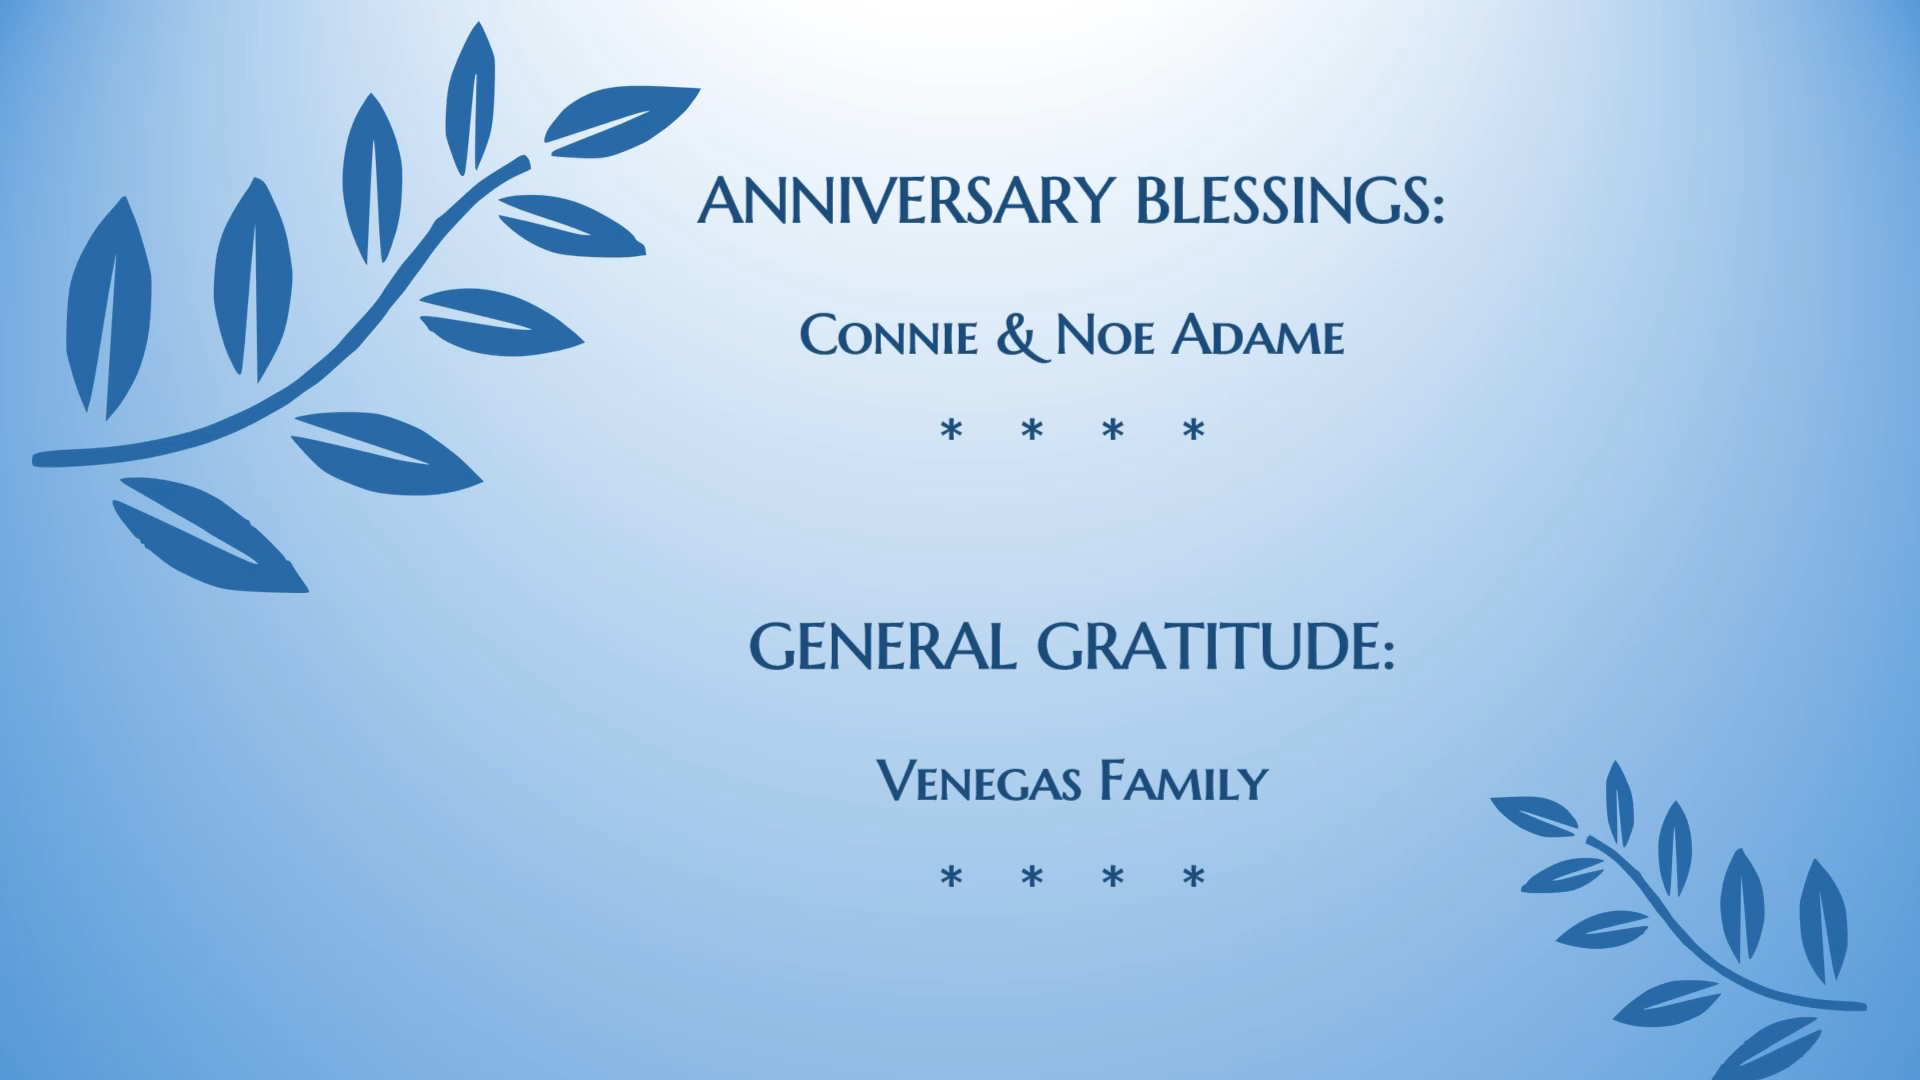 ANNIVERSARY BLESSINGS:
Connie & Noe Adame
* * * *
GENERAL GRATITUDE:
Venegas Family
* * * *